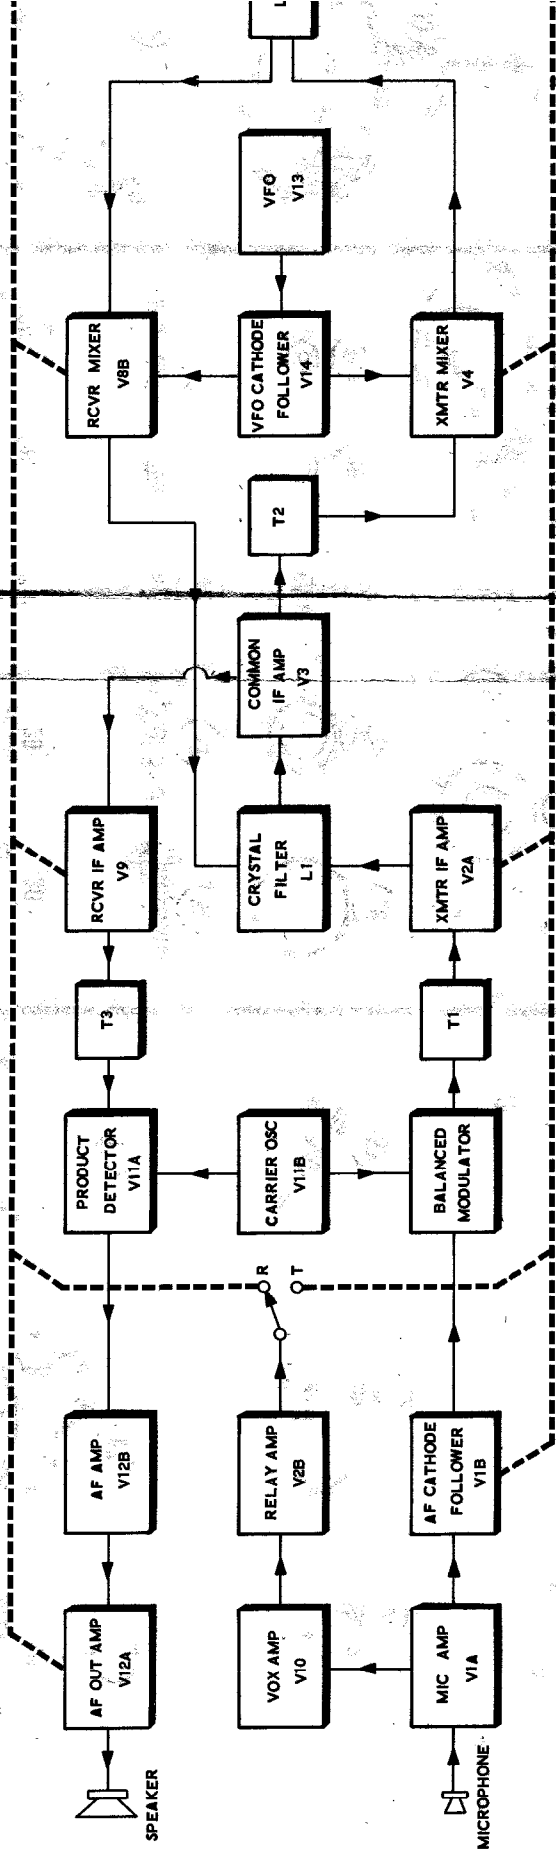 RCVR MIXER
V8B
VFO
V13
VFO CATHODE
FOLLOWER
V14
XMTR MIXER
V4
T2
COMMON
IF AMP
V3
RCVR IF AMP
V9
CRYSTAL
FILTER
L1
XMTR IF AMP
V2A
T3
T1
PRODUCT
DETECTOR
V11A
CARRIER OSC
V11B
BALANCED
MODULATOR
R
T
AF AMP
V12B
RELAY AMP
V2B
AF CATHODE
FOLLOWER
V1B
AF OUT AMP
V12A
VOX AMP
V10
MIC AMP
V1A
SPEAKER
MICROPHONE